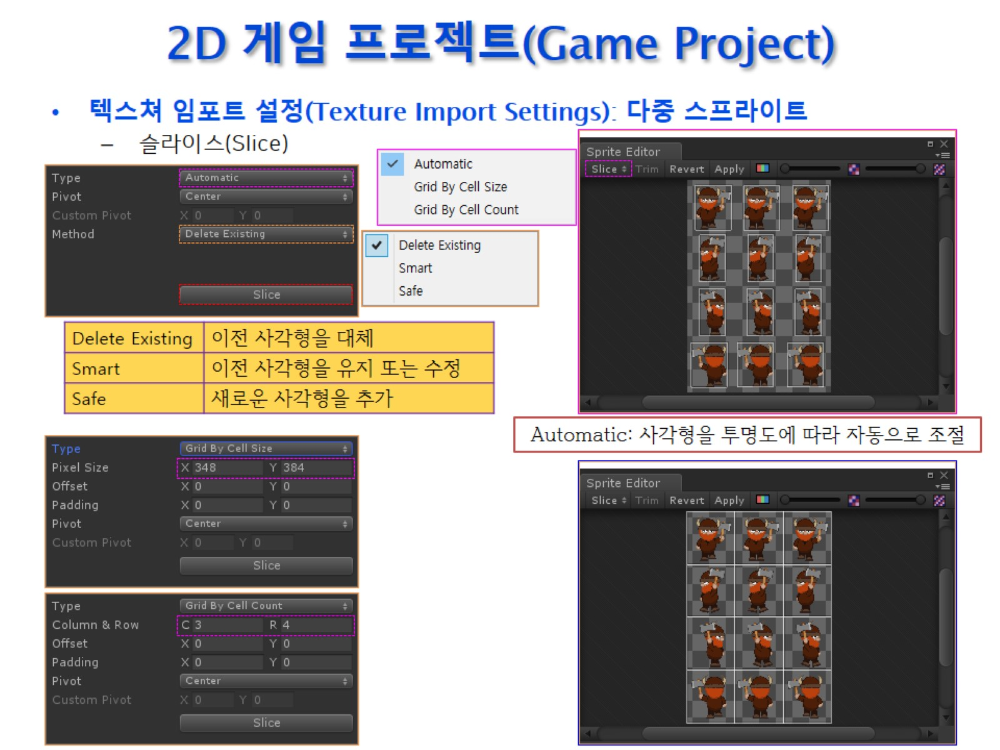 2D 게임 프로젝트(Game Project)
• 텍스쳐 임포트 설정(Texture Import Settings): 다중 스프라이트
– 슬라이스(Slice)
Type Automatic
Pivot Center
Custom Pivot X 0 Y 0
Method Delete Existing
Slice
Automatic
Grid By Cell Size
Grid By Cell Count
Delete Existing
Smart
Safe
Delete Existing 이전 사각형을 대체
Smart 이전 사각형을 유지 또는 수정
Safe 새로운 사각형을 추가
Sprite Editor
Slice Trim Revert Apply
Automatic: 사각형을 투명도에 따라 자동으로 조절
Type Grid By Cell Size
Pixel Size X 348 Y 384
Offset X 0 Y 0
Padding X 0 Y 0
Pivot Center
Custom Pivot X 0 Y 0
Slice
Type Grid By Cell Count
Column & Row C 3 R 4
Offset X 0 Y 0
Padding X 0 Y 0
Pivot Center
Custom Pivot X 0 Y 0
Slice
Sprite Editor
Slice Trim Revert Apply